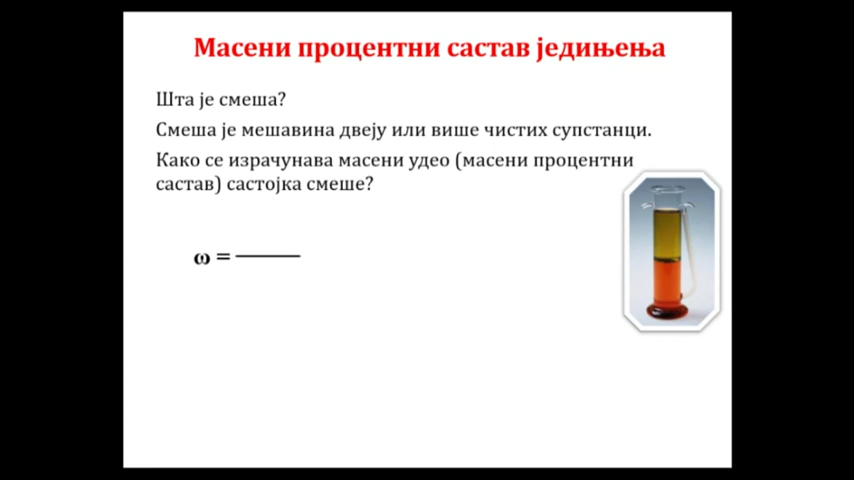 Масени процентни састав једињења
Шта је смеша?
Смеша је мешавина двеју или више чистих супстанци.
Како се израчунава масени удео (масени процентни
састав) састојка смеше?
ω =